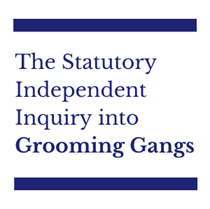 The Statutory
Independent
Inquiry into
Grooming Gangs